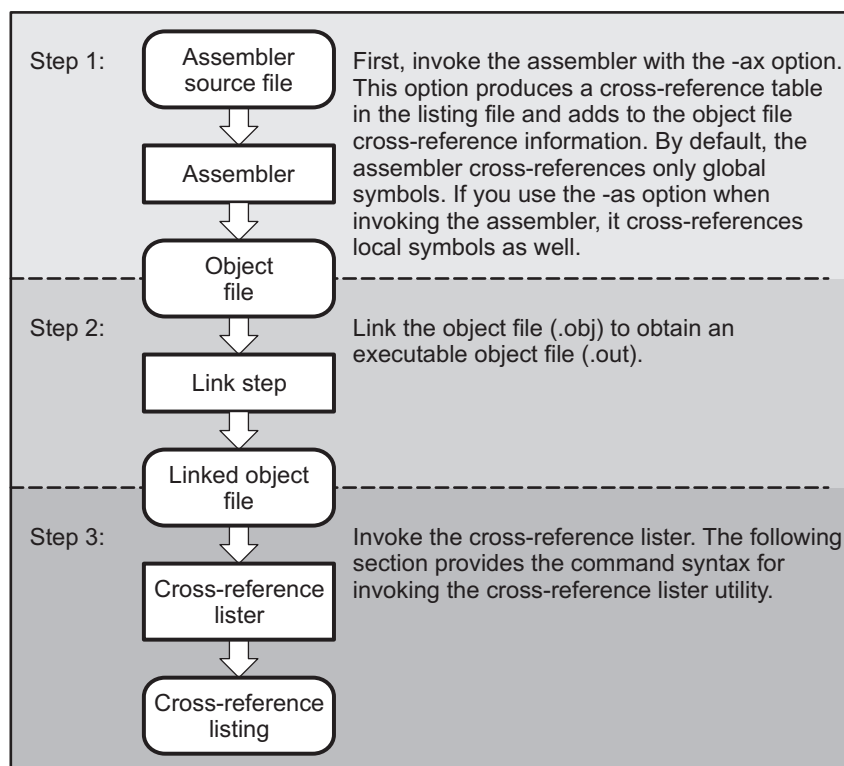 Step 1:
Assembler
source file
Assembler
Object
file
First, invoke the assembler with the -ax option.
This option produces a cross-reference table
in the listing file and adds to the object file
cross-reference information. By default, the
assembler cross-references only global
symbols. If you use the -as option when
invoking the assembler, it cross-references
local symbols as well.
Step 2:
Link step
Linked object
file
Link the object file (.obj) to obtain an
executable object file (.out).
Step 3:
Cross-reference
lister
Cross-reference
listing
Invoke the cross-reference lister. The following
section provides the command syntax for
invoking the cross-reference lister utility.